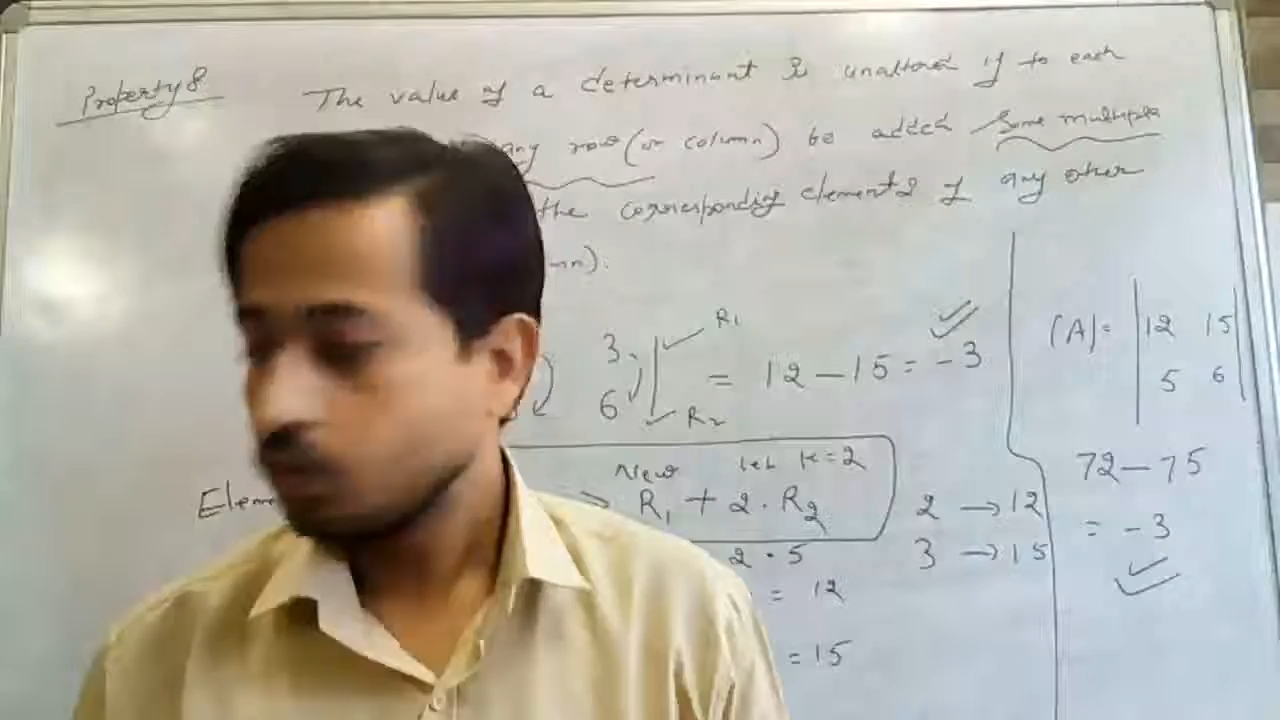 Property 8 The value of a determinant is unaltered if to each
any row (or column) be added some multiple
the corresponding elements of any other
mn).
3 R1
= 12 — 15 = -3
6 R2
|A| = 12 15
5 6
New let K = 2
Eleme R1 + 2 . R2
2 → 12
3 → 15
2 . 5
= 12
= 15
72 — 75
= -3